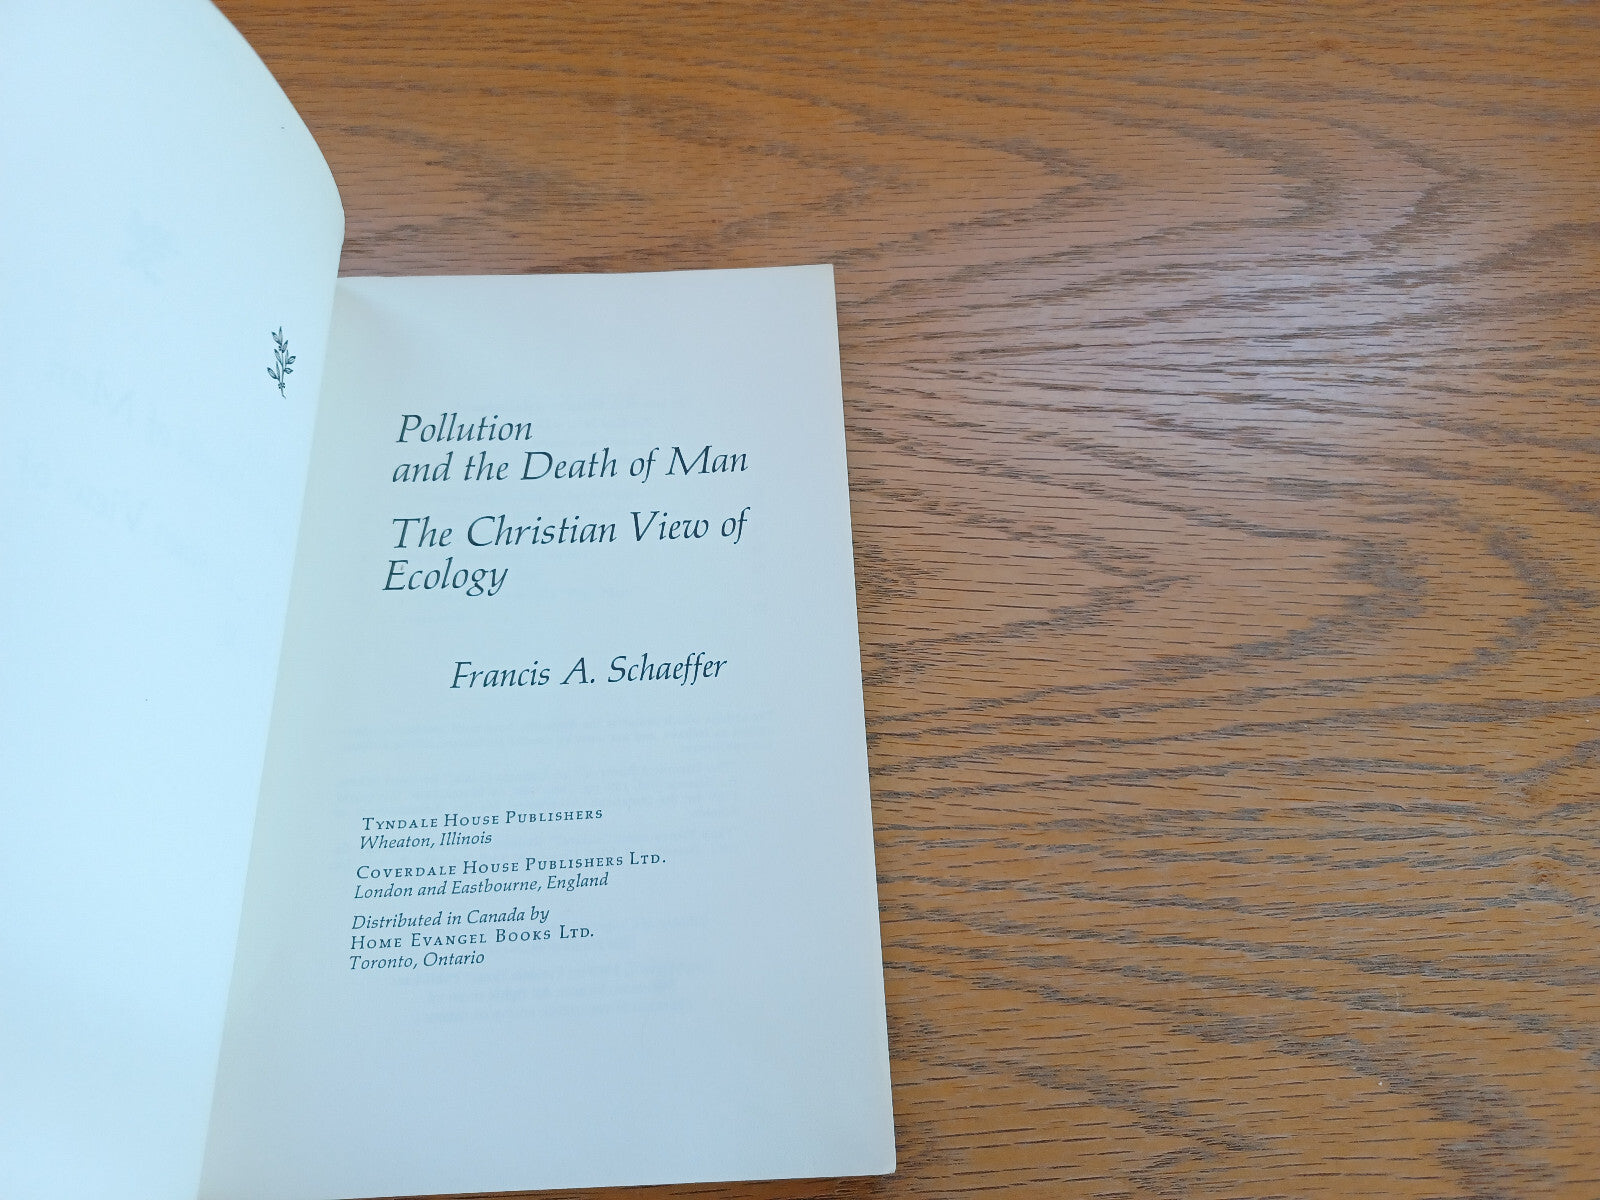 Pollution
and the Death of Man
The Christian View of
Ecology
Francis A. Schaeffer
TYNDALE HOUSE PUBLISHERS
Wheaton, Illinois
COVERDALE HOUSE PUBLISHERS LTD.
London and Eastbourne, England
Distributed in Canada by
HOME EVANGEL BOOKS LTD.
Toronto, Ontario